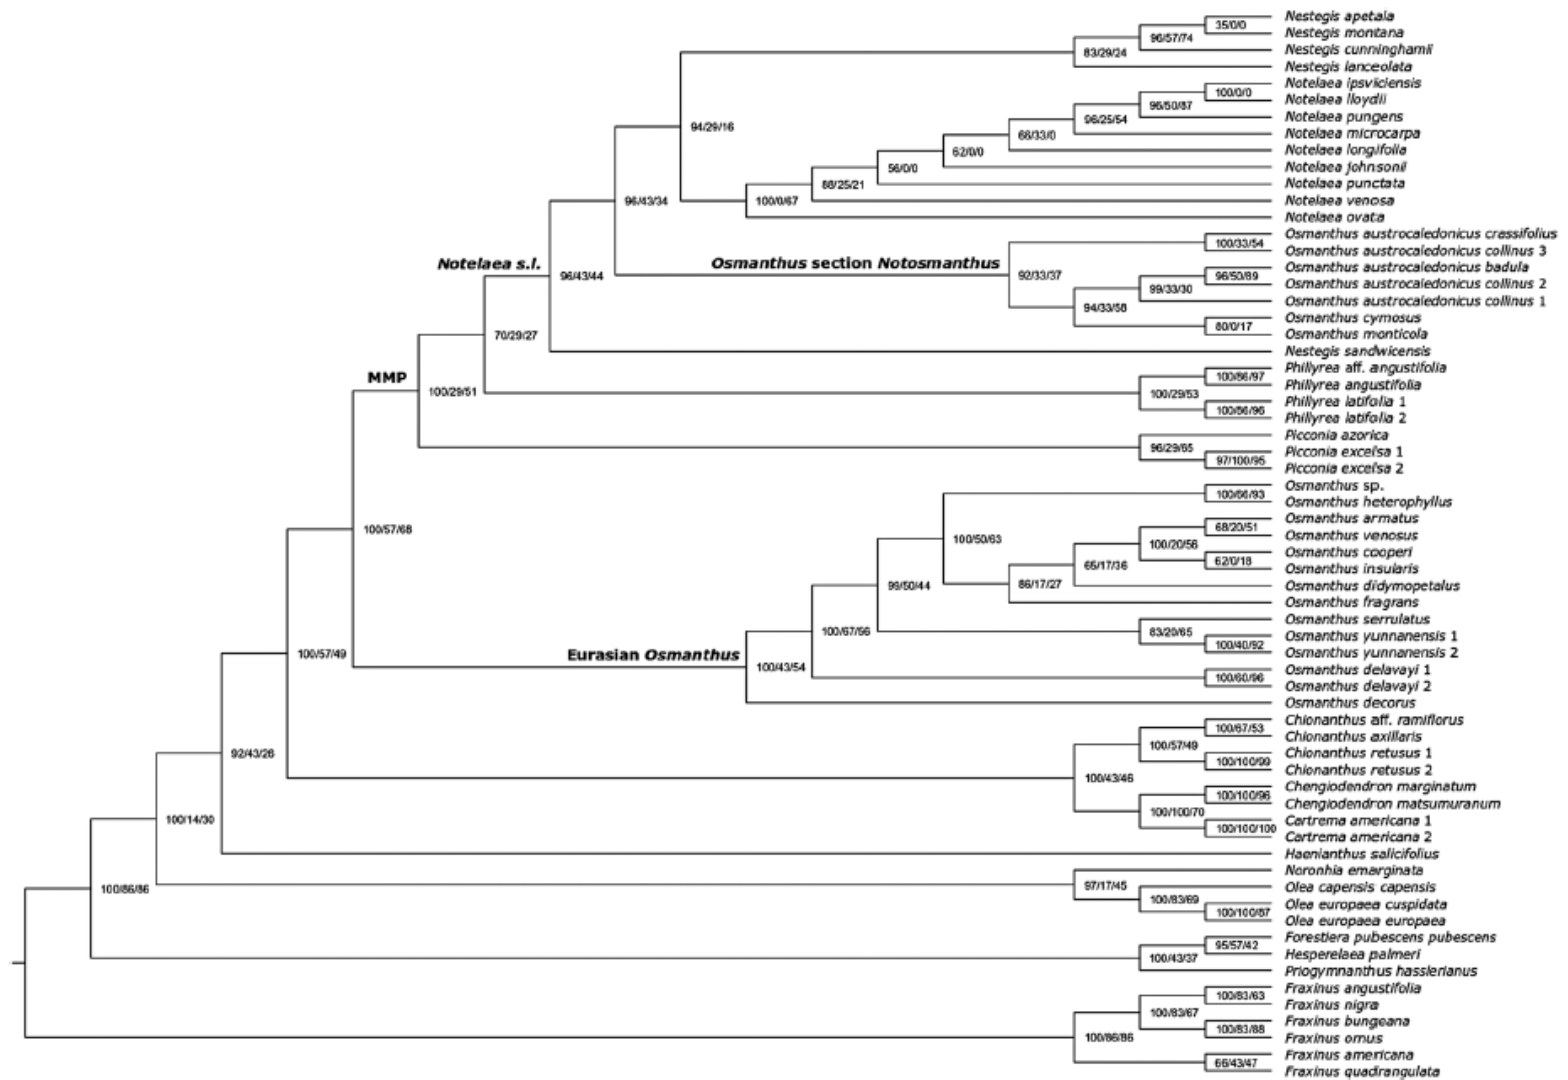 Nestegis apetala
35/0/0
Nestegis montana
96/57/74
Nestegis cunninghamii
83/29/24
Nestegis lanceolata
Notelaea ipsviciensis
100/0/0
Notelaea lloydii
96/50/87
Notelaea pungens
96/25/54
94/29/16
Notelaea microcarpa
66/33/0
Notelaea longifolia
62/0/0
Notelaea johnsonii
56/0/0
Notelaea punctata
88/25/21
Notelaea venosa
96/43/34
100/0/67
Notelaea ovata
Osmanthus austrocaledonicus crassifolius
100/33/54
Osmanthus austrocaledonicus collinus 3
Notelaea s.l.
Osmanthus section Notosmanthus
Osmanthus austrocaledonicus badula
96/43/44
92/33/37
96/50/89
Osmanthus austrocaledonicus collinus 2
99/33/30
Osmanthus austrocaledonicus collinus 1
94/33/58
Osmanthus cymosus
80/0/17
Osmanthus monticola
70/29/27
Nestegis sandwicensis
Phillyrea aff. angustifolia
MMP
100/86/97
Phillyrea angustifolia
100/29/51
100/29/53
Phillyrea latifolia 1
100/86/96
Phillyrea latifolia 2
Picconia azorica
96/29/65
Picconia excelsa 1
97/100/95
Picconia excelsa 2
Osmanthus sp.
100/66/93
Osmanthus heterophyllus
Osmanthus armatus
68/20/51
100/57/68
Osmanthus venosus
100/50/63
100/20/56
Osmanthus cooperi
62/0/18
65/17/36
Osmanthus insularis
99/50/44
86/17/27
Osmanthus didymopetalus
Osmanthus fragrans
Osmanthus serrulatus
100/67/56
83/20/65
Osmanthus yunnanensis 1
100/40/92
100/57/49
Eurasian Osmanthus
Osmanthus yunnanensis 2
100/43/54
Osmanthus delavayi 1
100/60/96
Osmanthus delavayi 2
Osmanthus decorus
Chionanthus aff. ramiflorus
100/67/53
Chionanthus axillaris
92/43/26
100/57/49
Chionanthus retusus 1
100/100/99
Chionanthus retusus 2
100/43/46
Chengiodendron marginatum
100/100/96
Chengiodendron matsumuranum
100/14/30
100/100/70
Cartrema americana 1
100/100/100
Cartrema americana 2
Haenianthus salicifolius
Noronhia emarginata
100/86/86
97/17/45
Olea capensis capensis
100/83/69
Olea europaea cuspidata
100/100/87
Olea europaea europaea
Forestiera pubescens pubescens
95/57/42
Hesperelaea palmeri
100/43/37
Priogymnanthus hasslerianus
Fraxinus angustifolia
100/83/63
Fraxinus nigra
100/83/67
Fraxinus bungeana
100/83/88
Fraxinus ornus
100/86/86
Fraxinus americana
66/43/47
Fraxinus quadrangulata